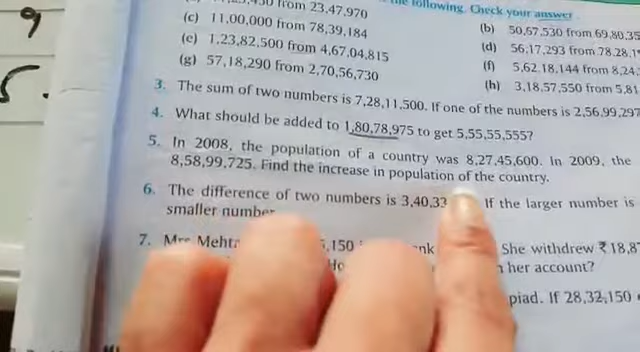 9
from 23,47,970
following. Check your answer
(c) 11,00,000 from 78,39,184
(b) 50,67,530 from 69,80,35
(e) 1,23,82,500 from 4,67,04,815
(d) 56,17,293 from 78,28,1
(g) 57,18,290 from 2,70,56,730
(f) 5,62,18,144 from 8,24,
(h) 3,18,57,550 from 5,81
3. The sum of two numbers is 7,28,11,500. If one of the numbers is 2,56,99,297
4. What should be added to 1,80,78,975 to get 5,55,55,555?
5. In 2008, the population of a country was 8,27,45,600. In 2009, the
8,58,99,725. Find the increase in population of the country.
6. The difference of two numbers is 3,40,33 If the larger number is
smaller number
7. Mrs Mehta ,150 She withdrew ₹18,8
her account?
piad. If 28,32,150